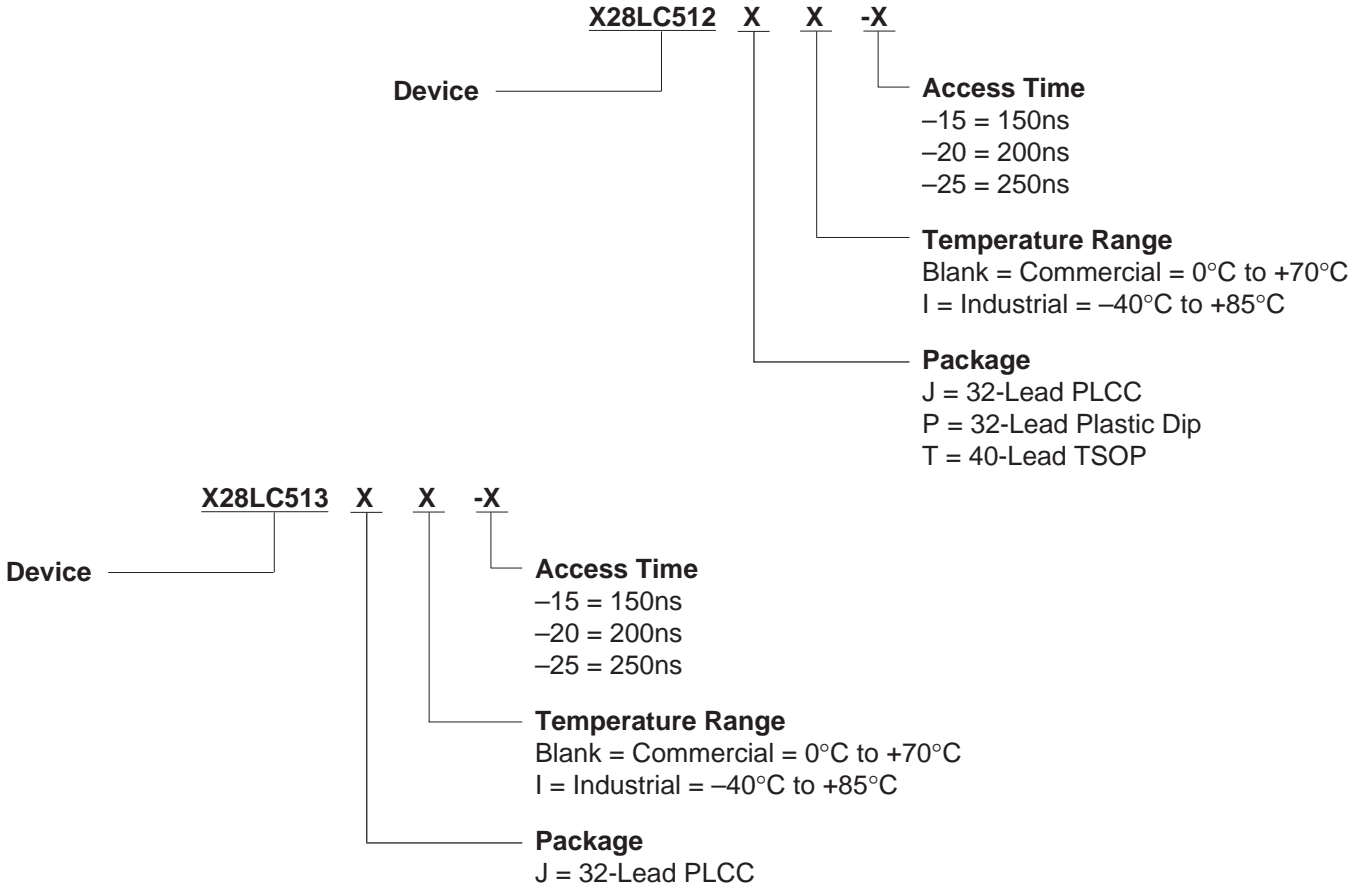 X28LC512 X X -X
Device
Access Time
–15 = 150ns
–20 = 200ns
–25 = 250ns
Temperature Range
Blank = Commercial = 0°C to +70°C
I = Industrial = –40°C to +85°C
Package
J = 32-Lead PLCC
P = 32-Lead Plastic Dip
T = 40-Lead TSOP
X28LC513 X X -X
Device
Access Time
–15 = 150ns
–20 = 200ns
–25 = 250ns
Temperature Range
Blank = Commercial = 0°C to +70°C
I = Industrial = –40°C to +85°C
Package
J = 32-Lead PLCC